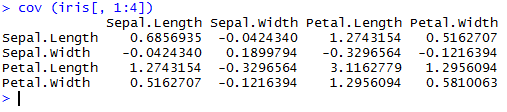 > cov (iris[, 1:4])
Sepal.Length Sepal.Width Petal.Length Petal.Width
Sepal.Length 0.6856935 -0.0424340 1.2743154 0.5162707
Sepal.Width -0.0424340 0.1899794 -0.3296564 -0.1216394
Petal.Length 1.2743154 -0.3296564 3.1162779 1.2956094
Petal.Width 0.5162707 -0.1216394 1.2956094 0.5810063
>